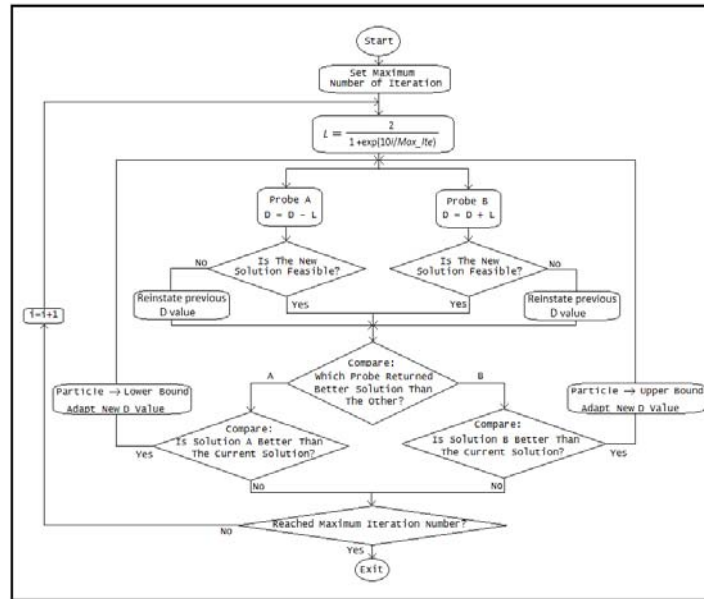 Start
Set Maximum
Number of Iteration
L = 2
1+exp(10i/Max_Ite)
Probe A
D = D - L
Probe B
D = D + L
No
Is The New
Solution Feasible?
Is The New
Solution Feasible?
No
Reinstate previous
D value
Yes
Yes
Reinstate previous
D value
i=i+1
Compare:
Which Probe Returned
Better Solution Than
The Other?
A
B
Particle → Lower Bound
Adapt New D Value
Particle → Upper Bound
Adapt New D Value
Compare:
Is Solution A Better Than
The Current Solution?
Compare:
Is Solution B Better Than
The Current Solution?
Yes
Yes
No
No
Reached Maximum Iteration Number?
No
Yes
Exit